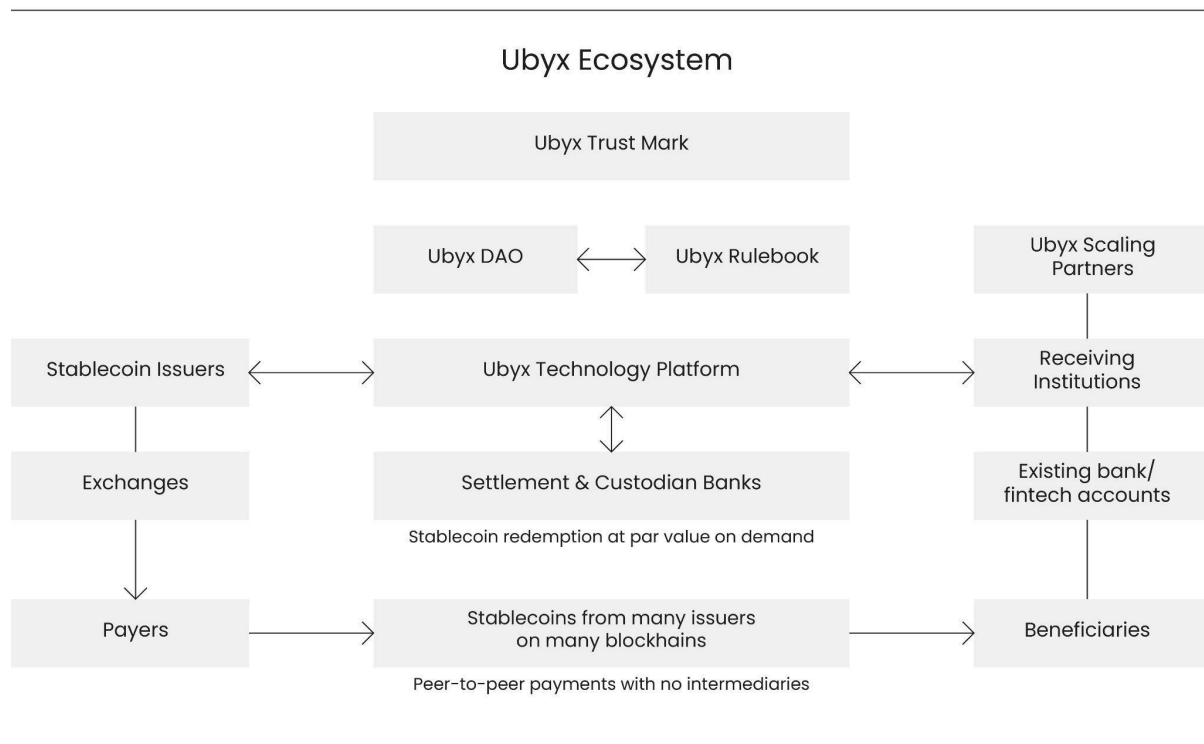 Ubyx Ecosystem
Ubyx Trust Mark
Ubyx DAO
Ubyx Rulebook
Ubyx Scaling
Partners
Stablecoin Issuers
Ubyx Technology Platform
Receiving
Institutions
Exchanges
Settlement & Custodian Banks
Existing bank/
fintech accounts
Stablecoin redemption at par value on demand
Payers
Stablecoins from many issuers
on many blockhains
Beneficiaries
Peer-to-peer payments with no intermediaries